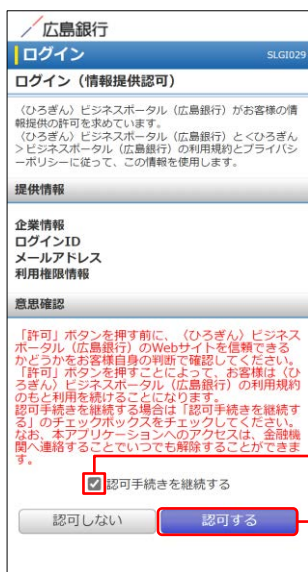 広島銀行
ログイン SLGI029
ログイン（情報提供認可）
〈ひろぎん〉ビジネスポータル（広島銀行）がお客様の情
報提供の許可を求めています。
〈ひろぎん〉ビジネスポータル（広島銀行）と<ひろぎん
>ビジネスポータル（広島銀行）の利用規約とプライバシ
ーポリシーに従って、この情報を使用します。
提供情報
企業情報
ログインID
メールアドレス
利用権限情報
意思確認
「許可」ボタンを押す前に、〈ひろぎん〉ビジネス
ポータル（広島銀行）のWebサイトを信頼できる
かどうかをお客様自身の判断で確認してください。
「許可」ボタンを押すことによって、お客様は〈ひ
ろぎん〉ビジネスポータル（広島銀行）の利用規約
のもと利用を続けることになります。
認可手続きを継続する場合は「認可手続きを継続す
る」のチェックボックスをチェックしてください。
なお、本アプリケーションへのアクセスは、金融機
関へ連絡することでいつでも解除することができま
す。
認可手続きを継続する
認可しない 認可する